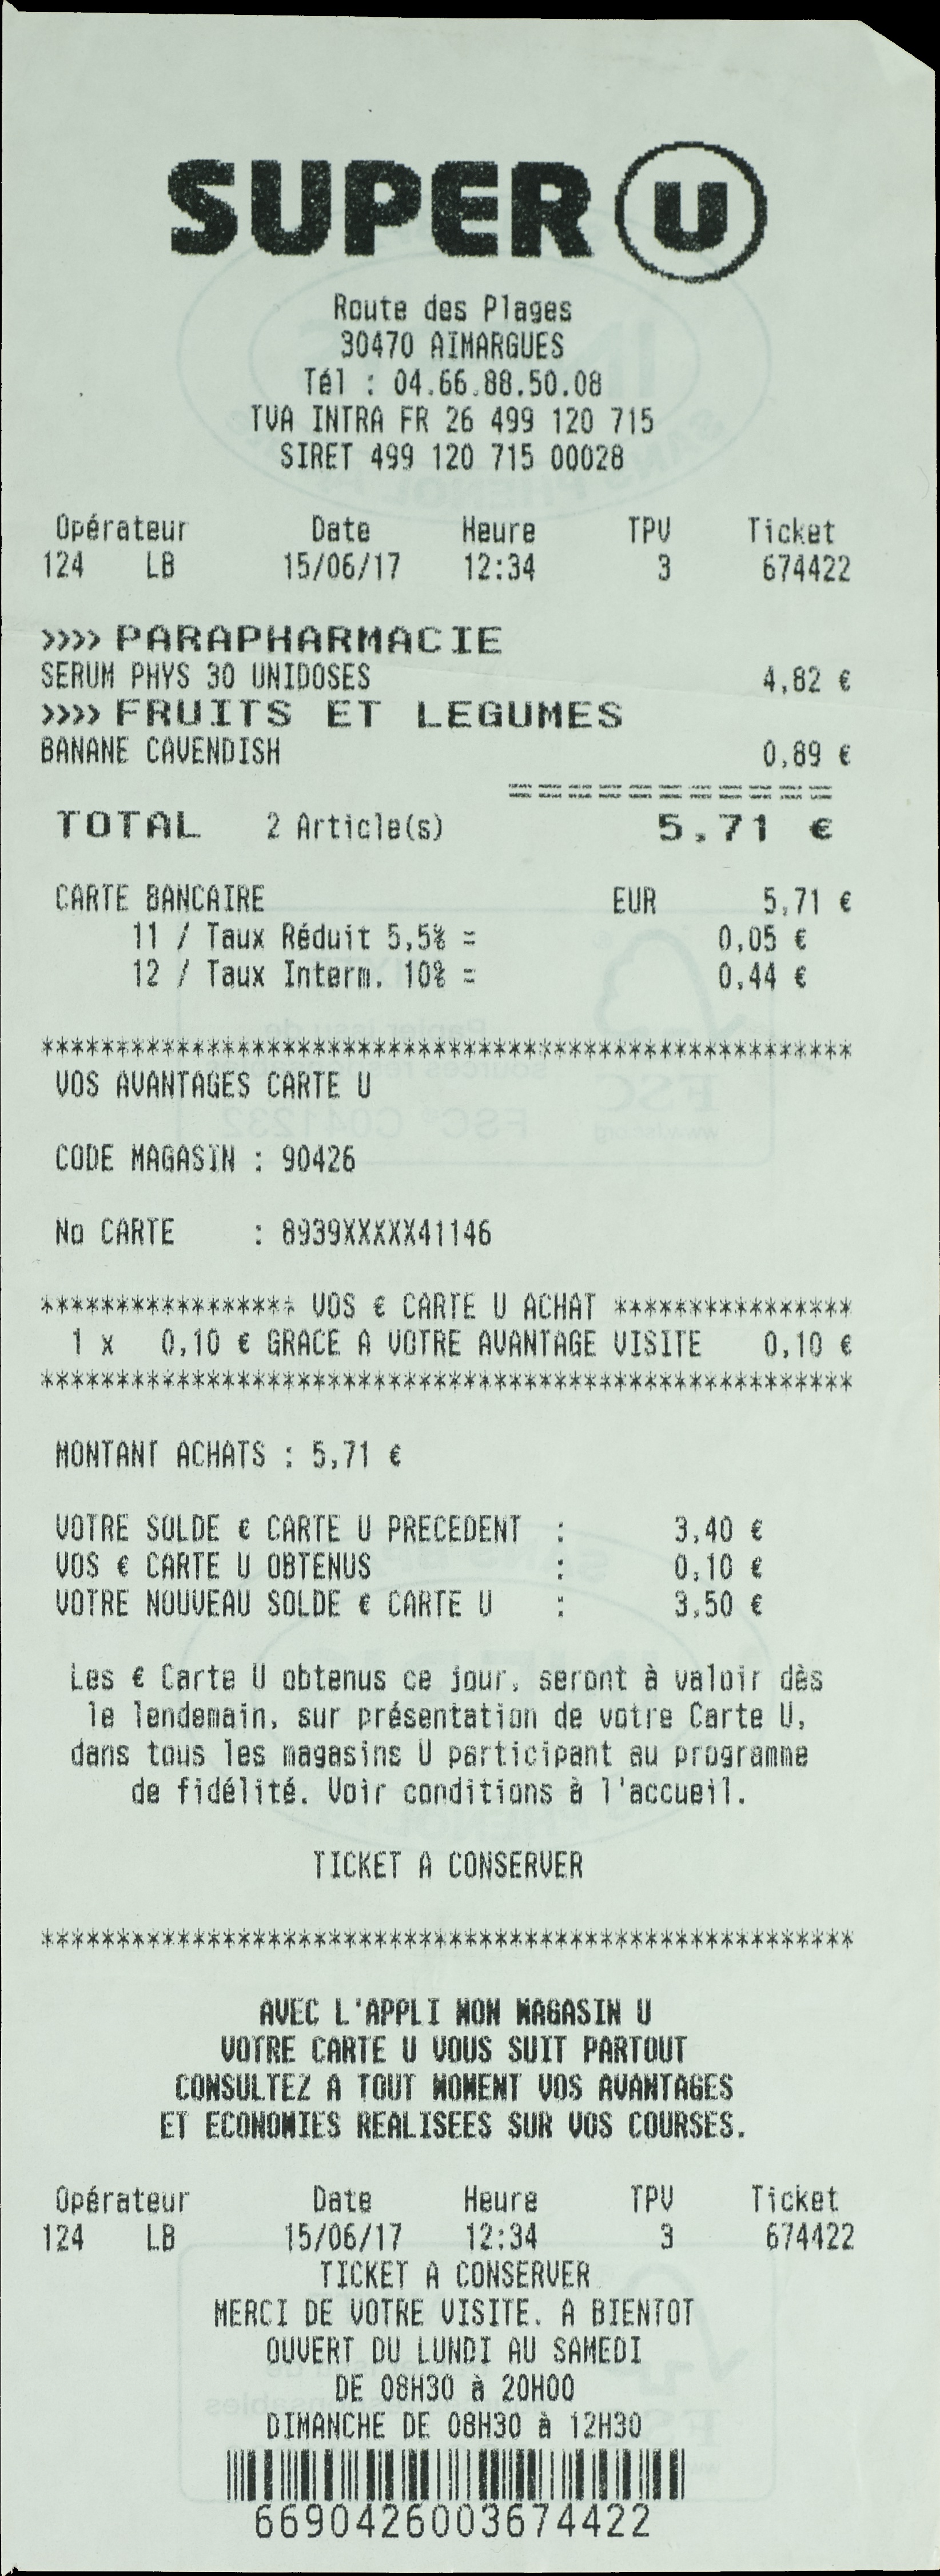 SUPER U
Route des Plages
30470 AIMARGUES
Tél : 04.66.88.50.08
TVA INTRA FR 26 499 120 715
SIRET 499 120 715 00028
Opérateur Date Heure TPV Ticket
124 LB 15/06/17 12:34 3 674422
»»PARAPHARMACIE
SERUM PHYS 30 UNIDOSES 4,82 €
»»FRUITS ET LEGUMES
BANANE CAVENDISH 0,89 €
===========
TOTAL 2 Article(s) 5,71 €
CARTE BANCAIRE EUR 5,71 €
11 / Taux Réduit 5,5% = 0,05 €
12 / Taux Interm. 10% = 0,44 €
******************************************************
VOS AVANTAGES CARTE U
CODE MAGASIN : 90426
No CARTE : 8939XXXXX41146
***************** VOS € CARTE U ACHAT ****************
1 x 0,10 € GRACE A VOTRE AVANTAGE VISITE 0,10 €
******************************************************
MONTANT ACHATS : 5,71 €
VOTRE SOLDE € CARTE U PRECEDENT : 3,40 €
VOS € CARTE U OBTENUS : 0,10 €
VOTRE NOUVEAU SOLDE € CARTE U : 3,50 €
Les € Carte U obtenus ce jour, seront à valoir dès
le lendemain, sur présentation de votre Carte U,
dans tous les magasins U participant au programme
de fidélité. Voir conditions à l'accueil.
TICKET A CONSERVER
******************************************************
AVEC L'APPLI MON MAGASIN U
VOTRE CARTE U VOUS SUIT PARTOUT
CONSULTEZ A TOUT MOMENT VOS AVANTAGES
ET ECONOMIES REALISEES SUR VOS COURSES.
Opérateur Date Heure TPV Ticket
124 LB 15/06/17 12:34 3 674422
TICKET A CONSERVER
MERCI DE VOTRE VISITE. A BIENTOT
OUVERT DU LUNDI AU SAMEDI
DE 08H30 à 20H00
DIMANCHE DE 08H30 à 12H30
6690426003674422